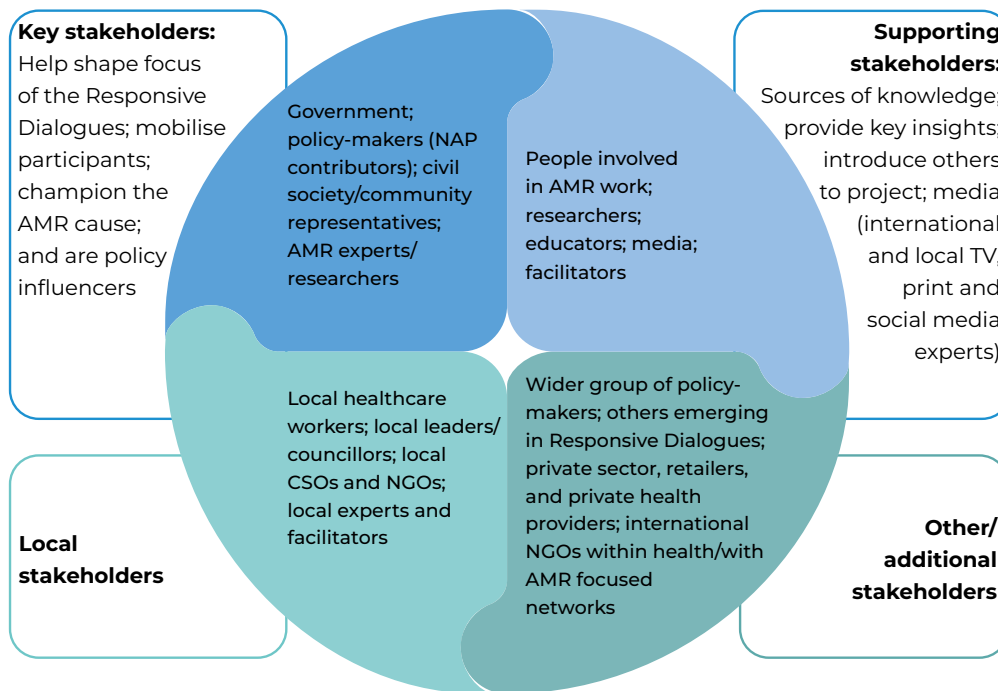 Key stakeholders:
Help shape focus
of the Responsive
Dialogues; mobilise
participants;
champion the
AMR cause;
and are policy
influencers
Government;
policy-makers (NAP
contributors); civil
society/community
representatives;
AMR experts/
researchers
People involved
in AMR work;
researchers;
educators; media;
facilitators
Supporting
stakeholders:
Sources of knowledge;
provide key insights;
introduce others
to project; media
(international
and local TV,
print and
social media
experts)
Local
stakeholders
Local healthcare
workers; local leaders/
councillors; local
CSOs and NGOs;
local experts and
facilitators
Wider group of policy-
makers; others emerging
in Responsive Dialogues;
private sector, retailers,
and private health
providers; international
NGOs within health/with
AMR focused
networks
Other/
additional
stakeholders